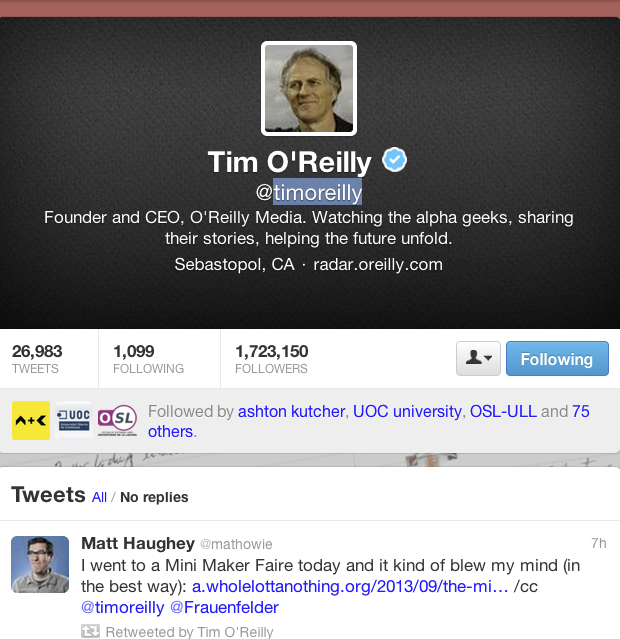 Tim O'Reilly
@timoreilly
Founder and CEO, O'Reilly Media. Watching the alpha geeks, sharing
their stories, helping the future unfold.
Sebastopol, CA · radar.oreilly.com
26,983
TWEETS
1,099
FOLLOWING
1,723,150
FOLLOWERS
Following
A+K
UOC
OSL
Followed by ashton kutcher, UOC university, OSL-ULL and 75
others.
Tweets All / No replies
Matt Haughey @mathowie 7h
I went to a Mini Maker Faire today and it kind of blew my mind (in
the best way): a.wholelottanothing.org/2013/09/the-mi… /cc
@timoreilly @Frauenfelder
Retweeted by Tim O'Reilly